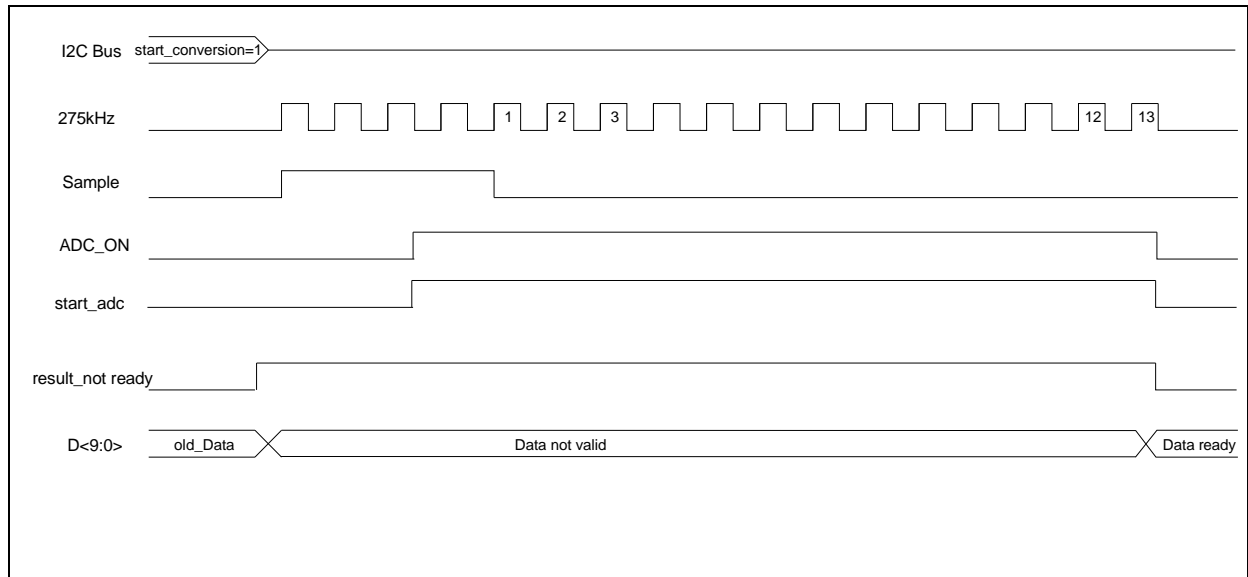 I2C Bus start_conversion=1
275kHz 1 2 3 12 13
Sample
ADC_ON
start_adc
result_not ready
D<9:0> old_Data Data not valid Data ready